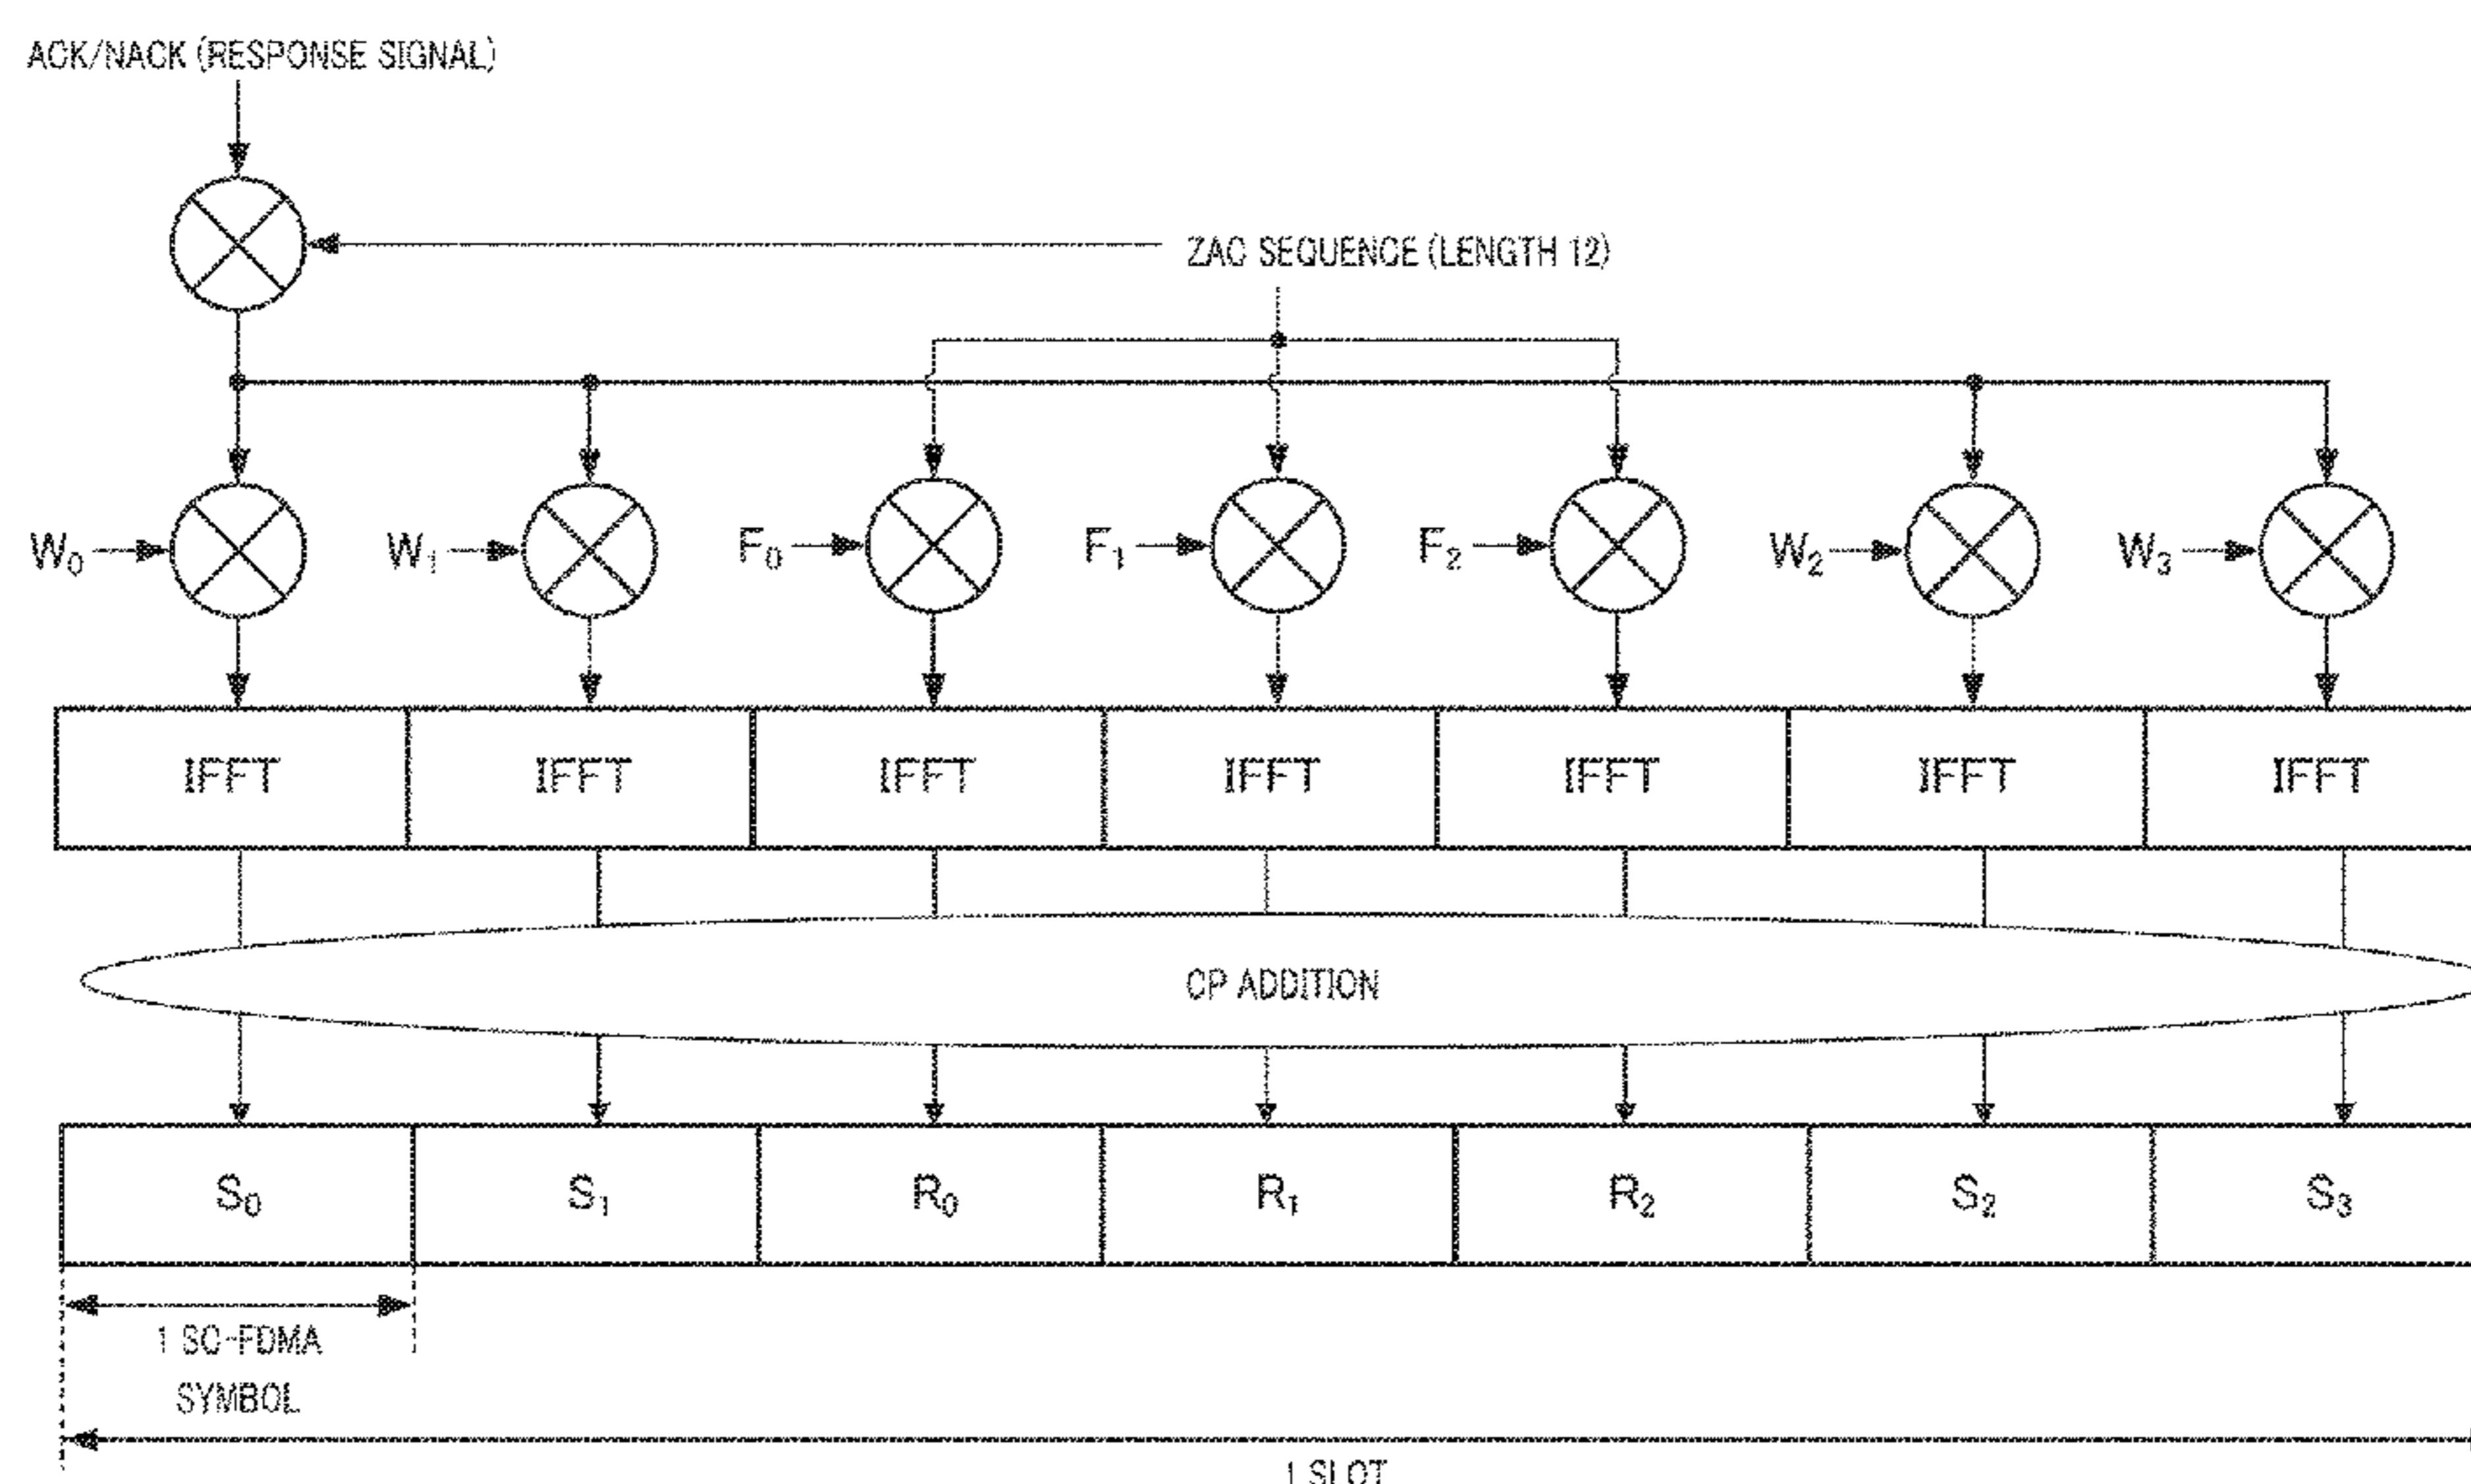 ACK/NACK (RESPONSE SIGNAL)
ZAC SEQUENCE (LENGTH 12)
W₀ W₁ F₀ F₁ F₂ W₂ W₃
IFFT IFFT IFFT IFFT IFFT IFFT IFFT
CP ADDITION
S₀ S₁ R₀ R₁ R₂ S₂ S₃
1 SC-FDMA
SYMBOL
1 SLOT